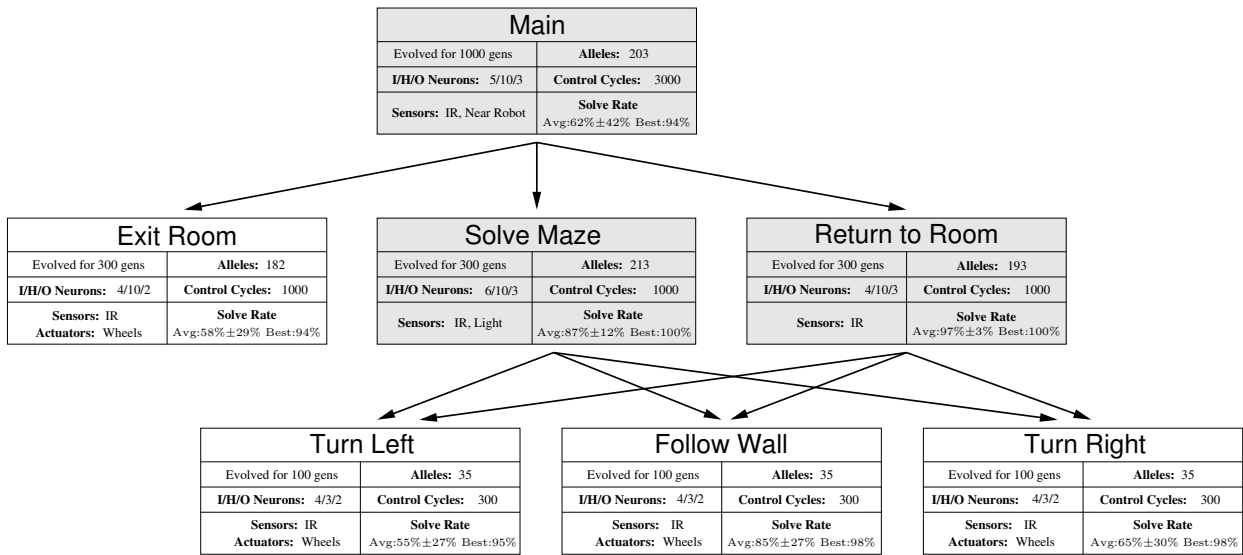 Main
Evolved for 1000 gens
Alleles: 203
I/H/O Neurons: 5/10/3
Control Cycles: 3000
Sensors: IR, Near Robot
Solve Rate
Avg:62%±42% Best:94%
Exit Room
Evolved for 300 gens
Alleles: 182
I/H/O Neurons: 4/10/2
Control Cycles: 1000
Sensors: IR
Actuators: Wheels
Solve Rate
Avg:58%±29% Best:94%
Solve Maze
Evolved for 300 gens
Alleles: 213
I/H/O Neurons: 6/10/3
Control Cycles: 1000
Sensors: IR, Light
Solve Rate
Avg:87%±12% Best:100%
Return to Room
Evolved for 300 gens
Alleles: 193
I/H/O Neurons: 4/10/3
Control Cycles: 1000
Sensors: IR
Solve Rate
Avg:97%±3% Best:100%
Turn Left
Evolved for 100 gens
Alleles: 35
I/H/O Neurons: 4/3/2
Control Cycles: 300
Sensors: IR
Actuators: Wheels
Solve Rate
Avg:55%±27% Best:95%
Follow Wall
Evolved for 100 gens
Alleles: 35
I/H/O Neurons: 4/3/2
Control Cycles: 300
Sensors: IR
Actuators: Wheels
Solve Rate
Avg:85%±27% Best:98%
Turn Right
Evolved for 100 gens
Alleles: 35
I/H/O Neurons: 4/3/2
Control Cycles: 300
Sensors: IR
Actuators: Wheels
Solve Rate
Avg:65%±30% Best:98%